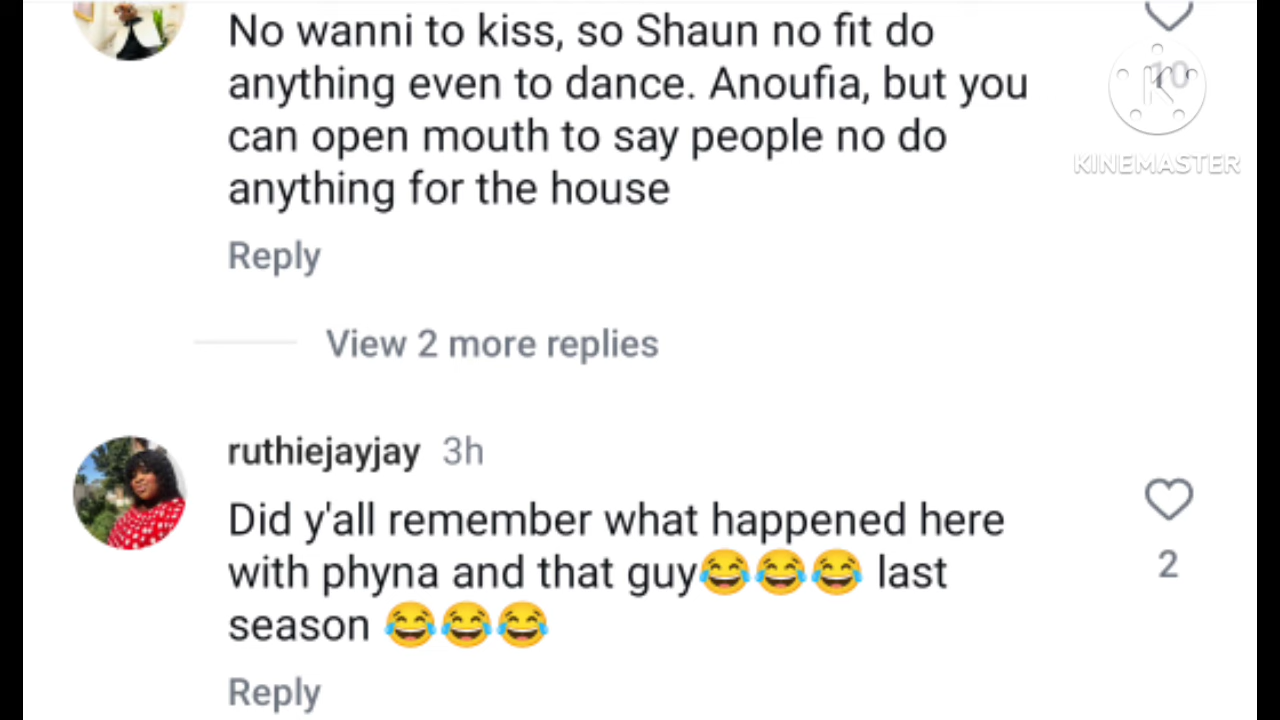 No wanni to kiss, so Shaun no fit do
anything even to dance. Anoufia, but you
can open mouth to say people no do
anything for the house
10
KINEMASTER
Reply
View 2 more replies
ruthiejayjay 3h
Did y'all remember what happened here
with phyna and that guy😂😂😂 last
season 😂😂😂
2
Reply